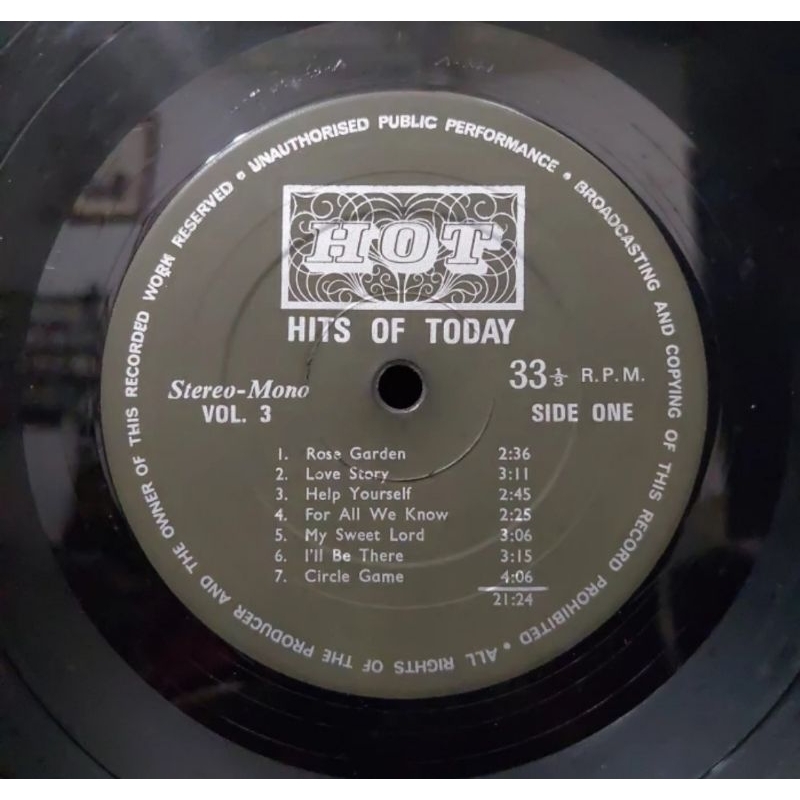 ALL RIGHTS OF THE PRODUCER AND THE OWNER OF THIS RECORDED WORK RESERVED • UNAUTHORISED PUBLIC PERFORMANCE • BROADCASTING AND COPYING OF THIS RECORD PROHIBITED •
HOT
HITS OF TODAY
Stereo-Mono
VOL. 3
33⅓ R.P.M.
SIDE ONE
1. Rose Garden 2:36
2. Love Story 3:11
3. Help Yourself 2:45
4. For All We Know 2:25
5. My Sweet Lord 3:06
6. I'll Be There 3:15
7. Circle Game 4:06
21:24